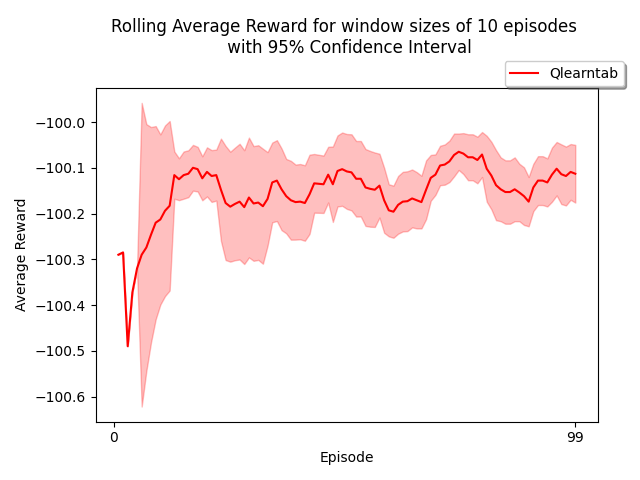 Rolling Average Reward for window sizes of 10 episodes
with 95% Confidence Interval
Qlearntab
−100.0
−100.1
−100.2
−100.3
−100.4
−100.5
−100.6
Average Reward
0
99
Episode